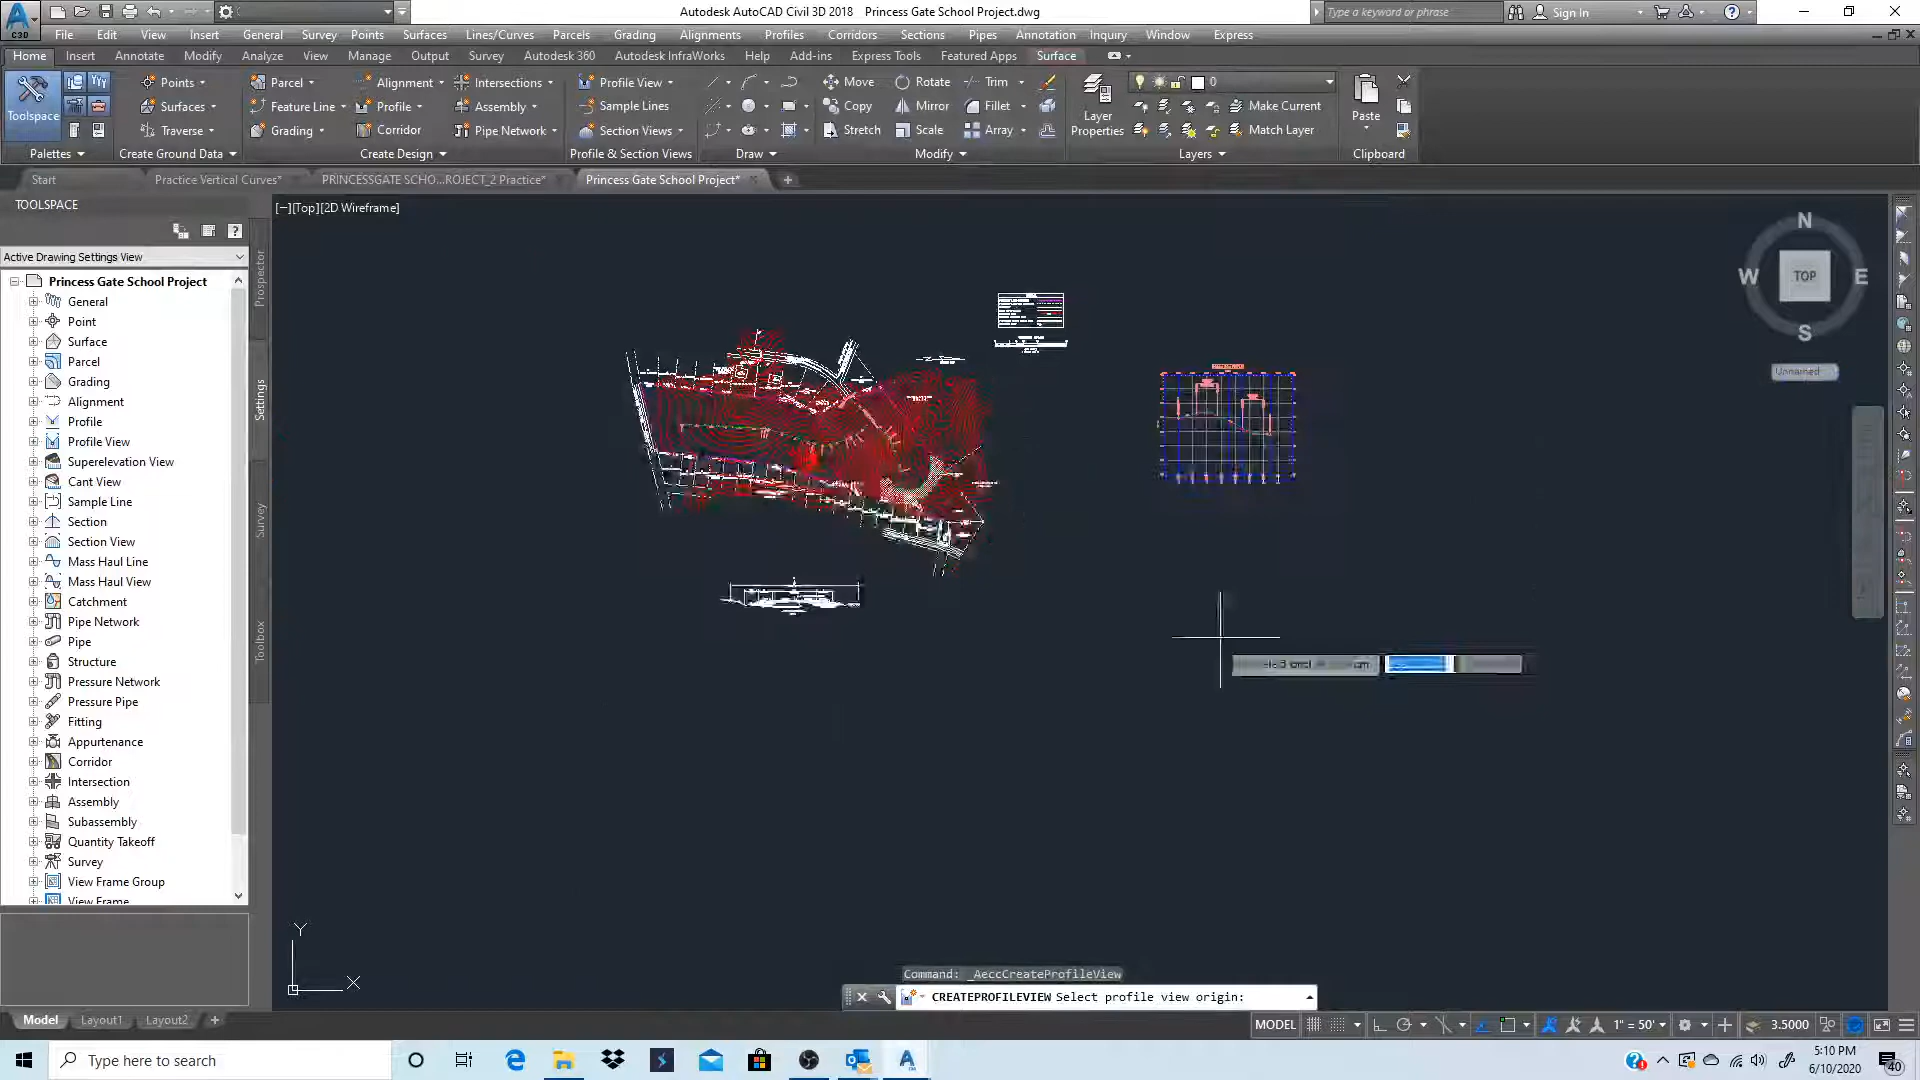 Autodesk AutoCAD Civil 3D 2018 Princess Gate School Project.dwg
Type a keyword or phrase
Sign In
C3D
File Edit View Insert General Survey Points Surfaces Lines/Curves Parcels Grading Alignments Profiles Corridors Sections Pipes Annotation Inquiry Window Express
Home Insert Annotate Modify Analyze View Manage Output Survey Autodesk 360 Autodesk InfraWorks Help Add-ins Express Tools Featured Apps Surface
Points Parcel Alignment Intersections Profile View Move Rotate Trim 0
Toolspace Surfaces Feature Line Profile Assembly Sample Lines Copy Mirror Fillet Layer Properties Make Current Paste
Traverse Grading Corridor Pipe Network Section Views Stretch Scale Array Match Layer
Palettes Create Ground Data Create Design Profile & Section Views Draw Modify Layers Clipboard
Start Practice Vertical Curves* PRINCESSGATE SCHO...ROJECT_2 Practice* Princess Gate School Project*
TOOLSPACE
[−][Top][2D Wireframe]
Active Drawing Settings View
Princess Gate School Project
General
Point
Surface
Parcel
Grading
Alignment
Profile
Profile View
Superelevation View
Cant View
Sample Line
Section
Section View
Mass Haul Line
Mass Haul View
Catchment
Pipe Network
Pipe
Structure
Pressure Network
Pressure Pipe
Fitting
Appurtenance
Corridor
Intersection
Assembly
Subassembly
Quantity Takeoff
Survey
View Frame Group
View Frame
Prospector
Settings
Survey
Toolbox
N
W TOP E
S
Unnamed
Y
X
Command: _AeccCreateProfileView
CREATEPROFILEVIEW Select profile view origin:
Model Layout1 Layout2
MODEL 1" = 50' 3.5000
Type here to search
5:10 PM
6/10/2020
40